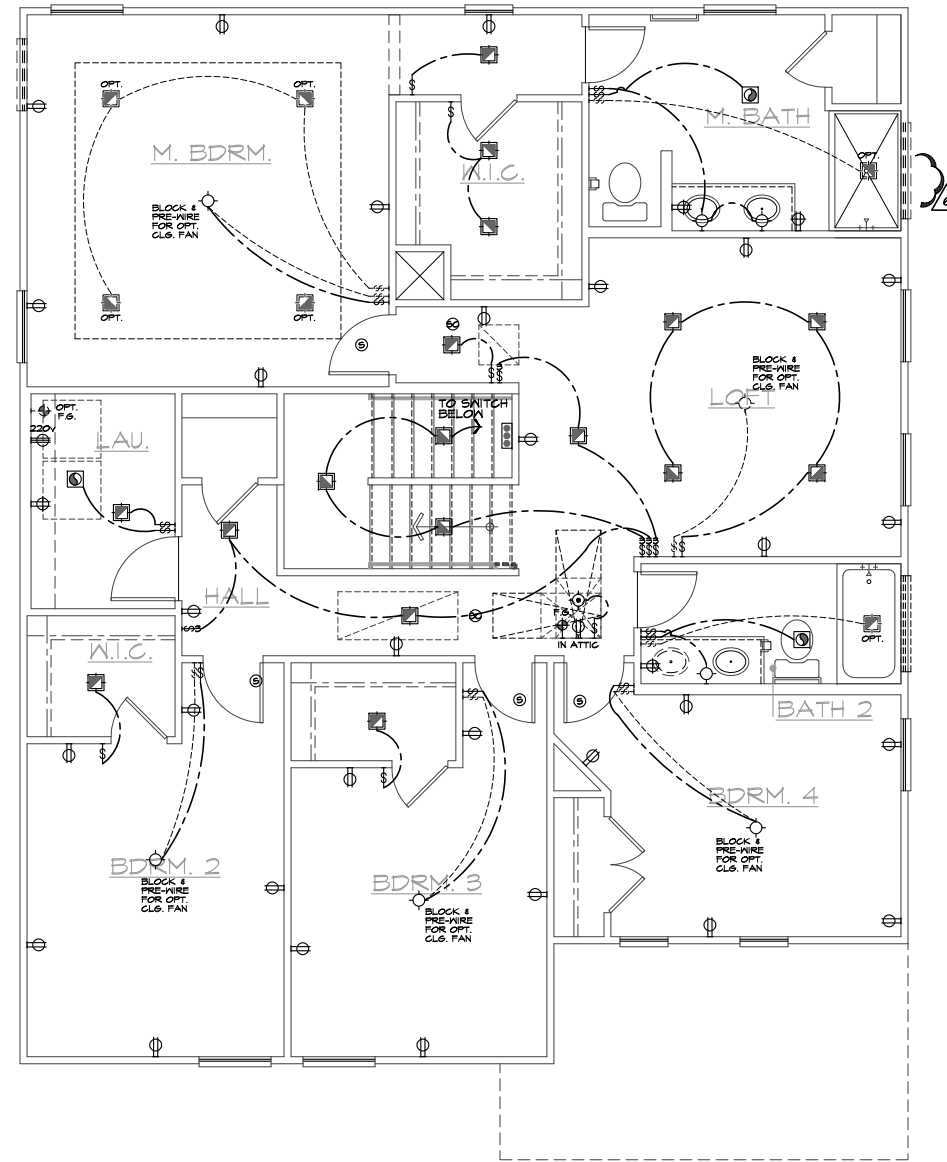 OPT.
OPT.
M. BDRM.
BLOCK &
PRE-WIRE
FOR OPT.
CLG. FAN
OPT.
OPT.
W.I.C.
M. BATH
OPT.
S
SC
BLOCK &
PRE-WIRE
FOR OPT.
CLG. FAN
LOFT
TO SWITCH
BELOW
OPT.
F.G.
220V
LAU.
HALL
F.G.
IN ATTIC
OPT.
W.I.C.
S
S
S
BATH 2
BDRM. 4
BLOCK &
PRE-WIRE
FOR OPT.
CLG. FAN
BDRM. 2
BLOCK &
PRE-WIRE
FOR OPT.
CLG. FAN
BDRM. 3
BLOCK &
PRE-WIRE
FOR OPT.
CLG. FAN